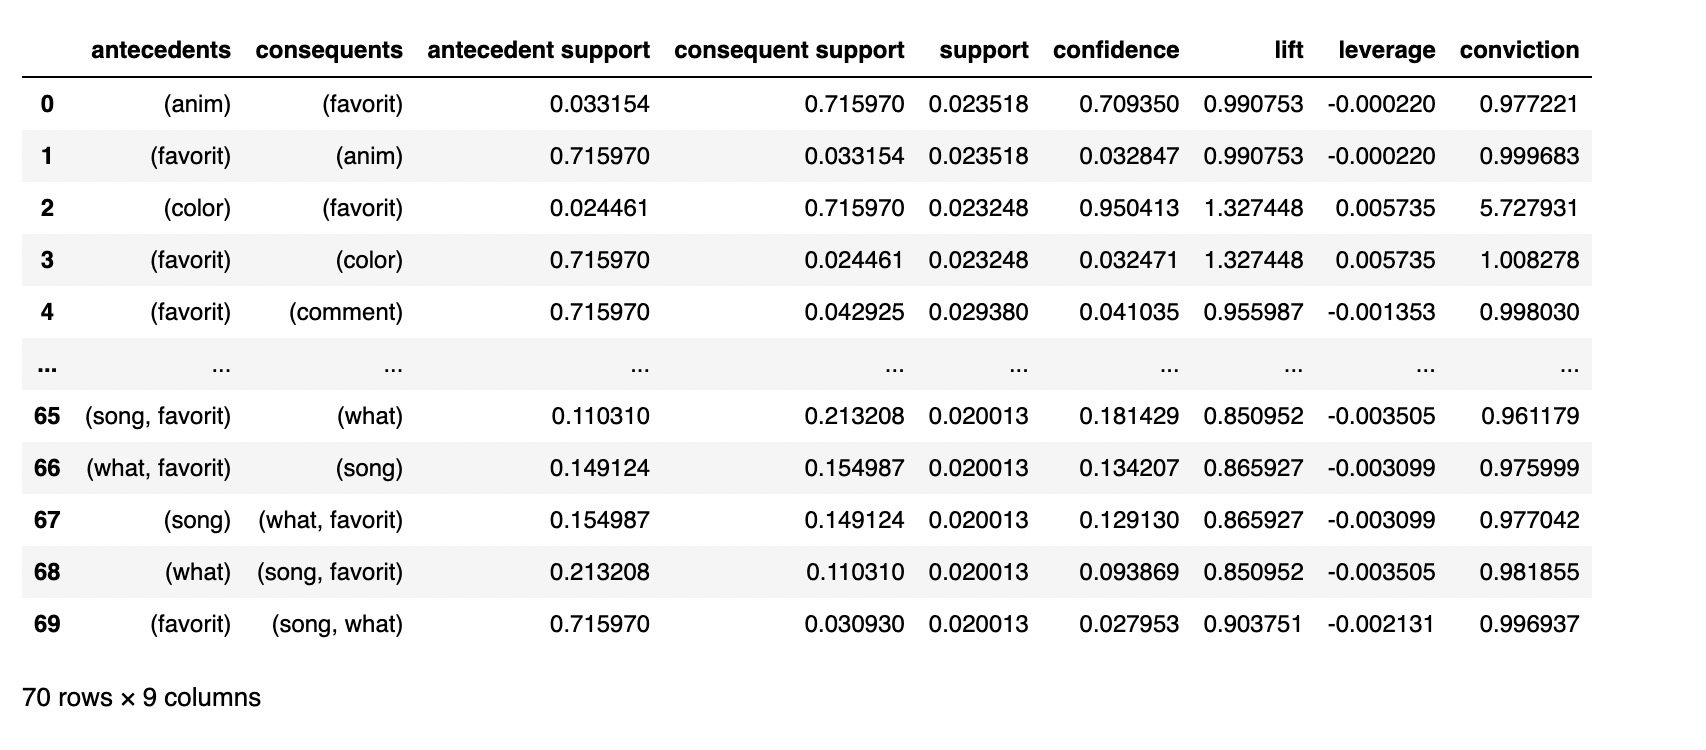 antecedents consequents antecedent support consequent support support confidence lift leverage conviction
0 (anim) (favorit) 0.033154 0.715970 0.023518 0.709350 0.990753 -0.000220 0.977221
1 (favorit) (anim) 0.715970 0.033154 0.023518 0.032847 0.990753 -0.000220 0.999683
2 (color) (favorit) 0.024461 0.715970 0.023248 0.950413 1.327448 0.005735 5.727931
3 (favorit) (color) 0.715970 0.024461 0.023248 0.032471 1.327448 0.005735 1.008278
4 (favorit) (comment) 0.715970 0.042925 0.029380 0.041035 0.955987 -0.001353 0.998030
... ... ... ... ... ... ... ... ... ...
65 (song, favorit) (what) 0.110310 0.213208 0.020013 0.181429 0.850952 -0.003505 0.961179
66 (what, favorit) (song) 0.149124 0.154987 0.020013 0.134207 0.865927 -0.003099 0.975999
67 (song) (what, favorit) 0.154987 0.149124 0.020013 0.129130 0.865927 -0.003099 0.977042
68 (what) (song, favorit) 0.213208 0.110310 0.020013 0.093869 0.850952 -0.003505 0.981855
69 (favorit) (song, what) 0.715970 0.030930 0.020013 0.027953 0.903751 -0.002131 0.996937
70 rows × 9 columns